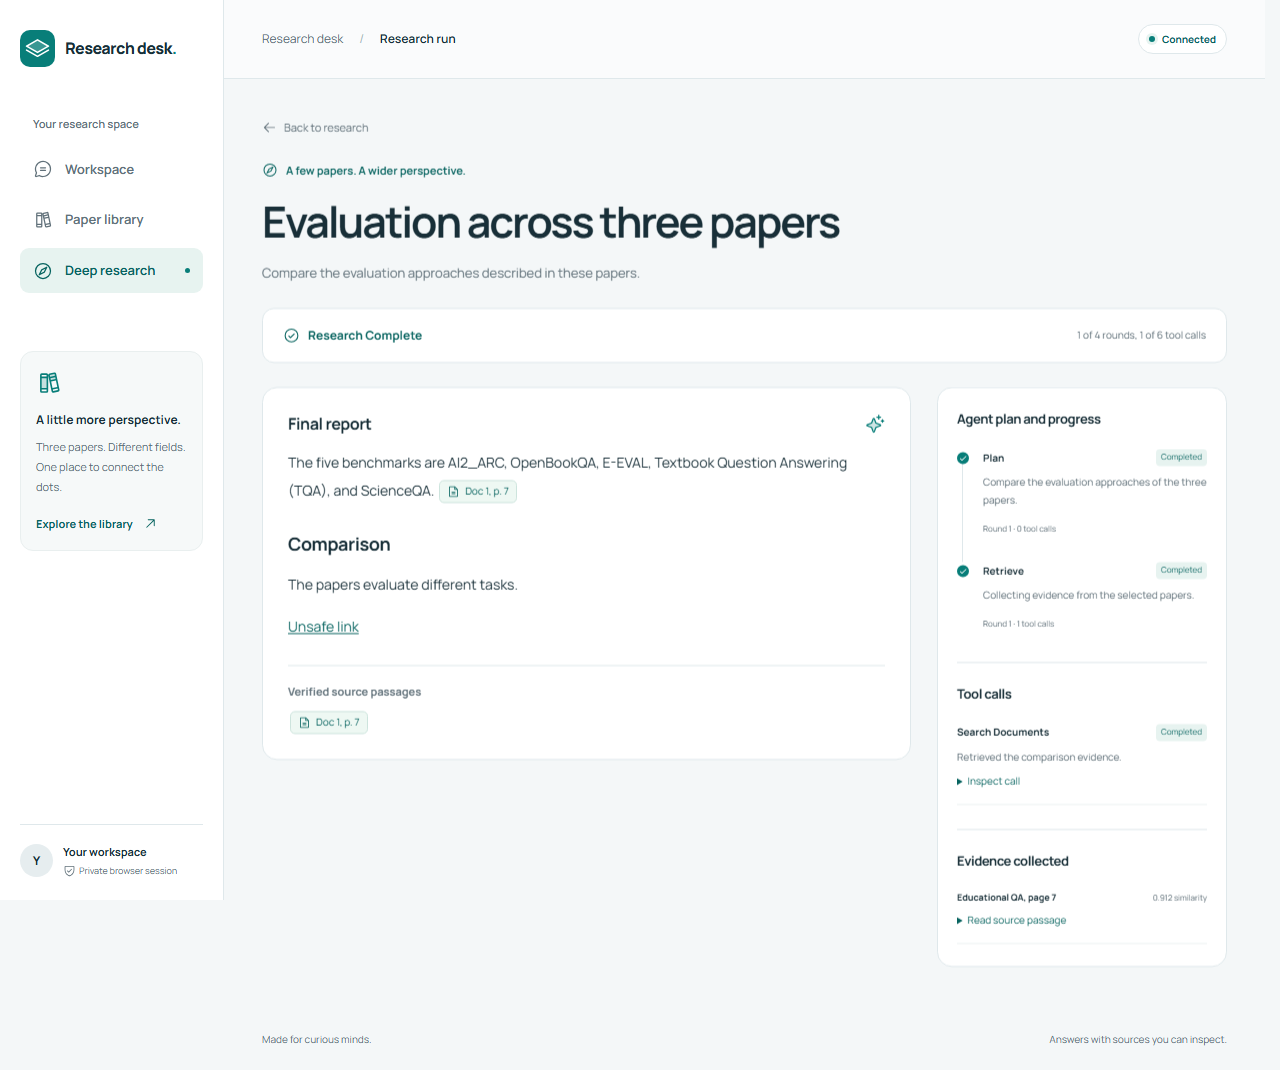 Research desk.
Your research space
Workspace
Paper library
Deep research
A little more perspective.
Three papers. Different fields.
One place to connect the
dots.
Explore the library
Y
Your workspace
Private browser session
Research desk / Research run
Connected
Back to research
A few papers. A wider perspective.
Evaluation across three papers
Compare the evaluation approaches described in these papers.
Research Complete
1 of 4 rounds, 1 of 6 tool calls
Final report
The five benchmarks are AI2_ARC, OpenBookQA, E-EVAL, Textbook Question Answering
(TQA), and ScienceQA. Doc 1, p. 7
Comparison
The papers evaluate different tasks.
Unsafe link
Verified source passages
Doc 1, p. 7
Agent plan and progress
Plan Completed
Compare the evaluation approaches of the three
papers.
Round 1 · 0 tool calls
Retrieve Completed
Collecting evidence from the selected papers.
Round 1 · 1 tool calls
Tool calls
Search Documents Completed
Retrieved the comparison evidence.
Inspect call
Evidence collected
Educational QA, page 7 0.912 similarity
Read source passage
Made for curious minds.
Answers with sources you can inspect.